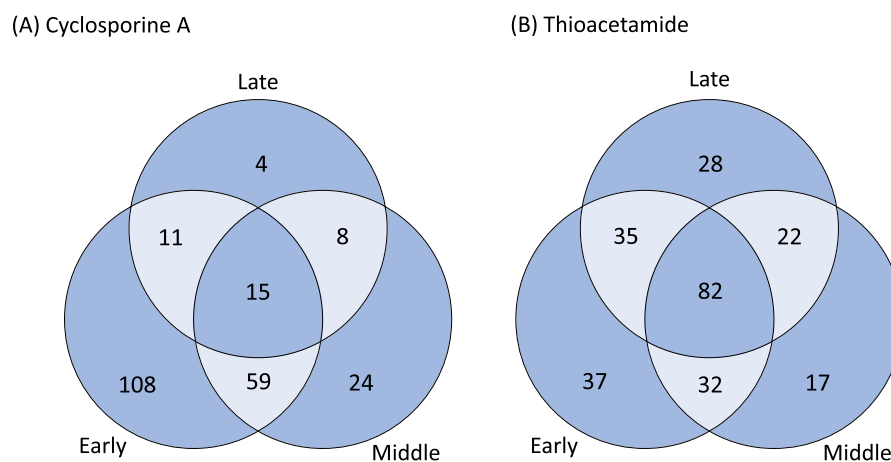 (A) Cyclosporine A
Late
4
11
8
15
108
59
24
Early
Middle
(B) Thioacetamide
Late
28
35
22
82
37
32
17
Early
Middle